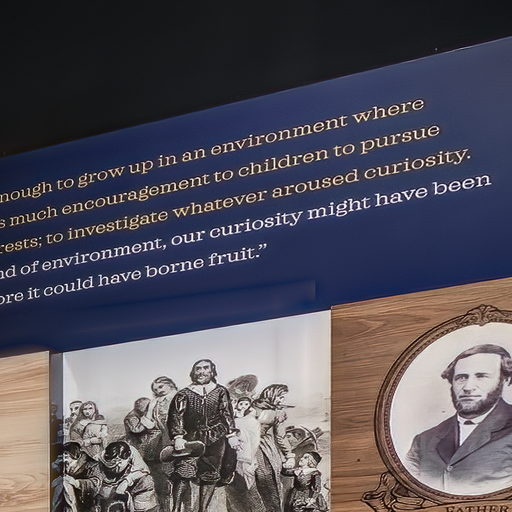 nough to grow up in an environment where
s much encouragement to children to pursue
rests; to investigate whatever aroused curiosity.
nd of environment, our curiosity might have been
ore it could have borne fruit.”
FATHER